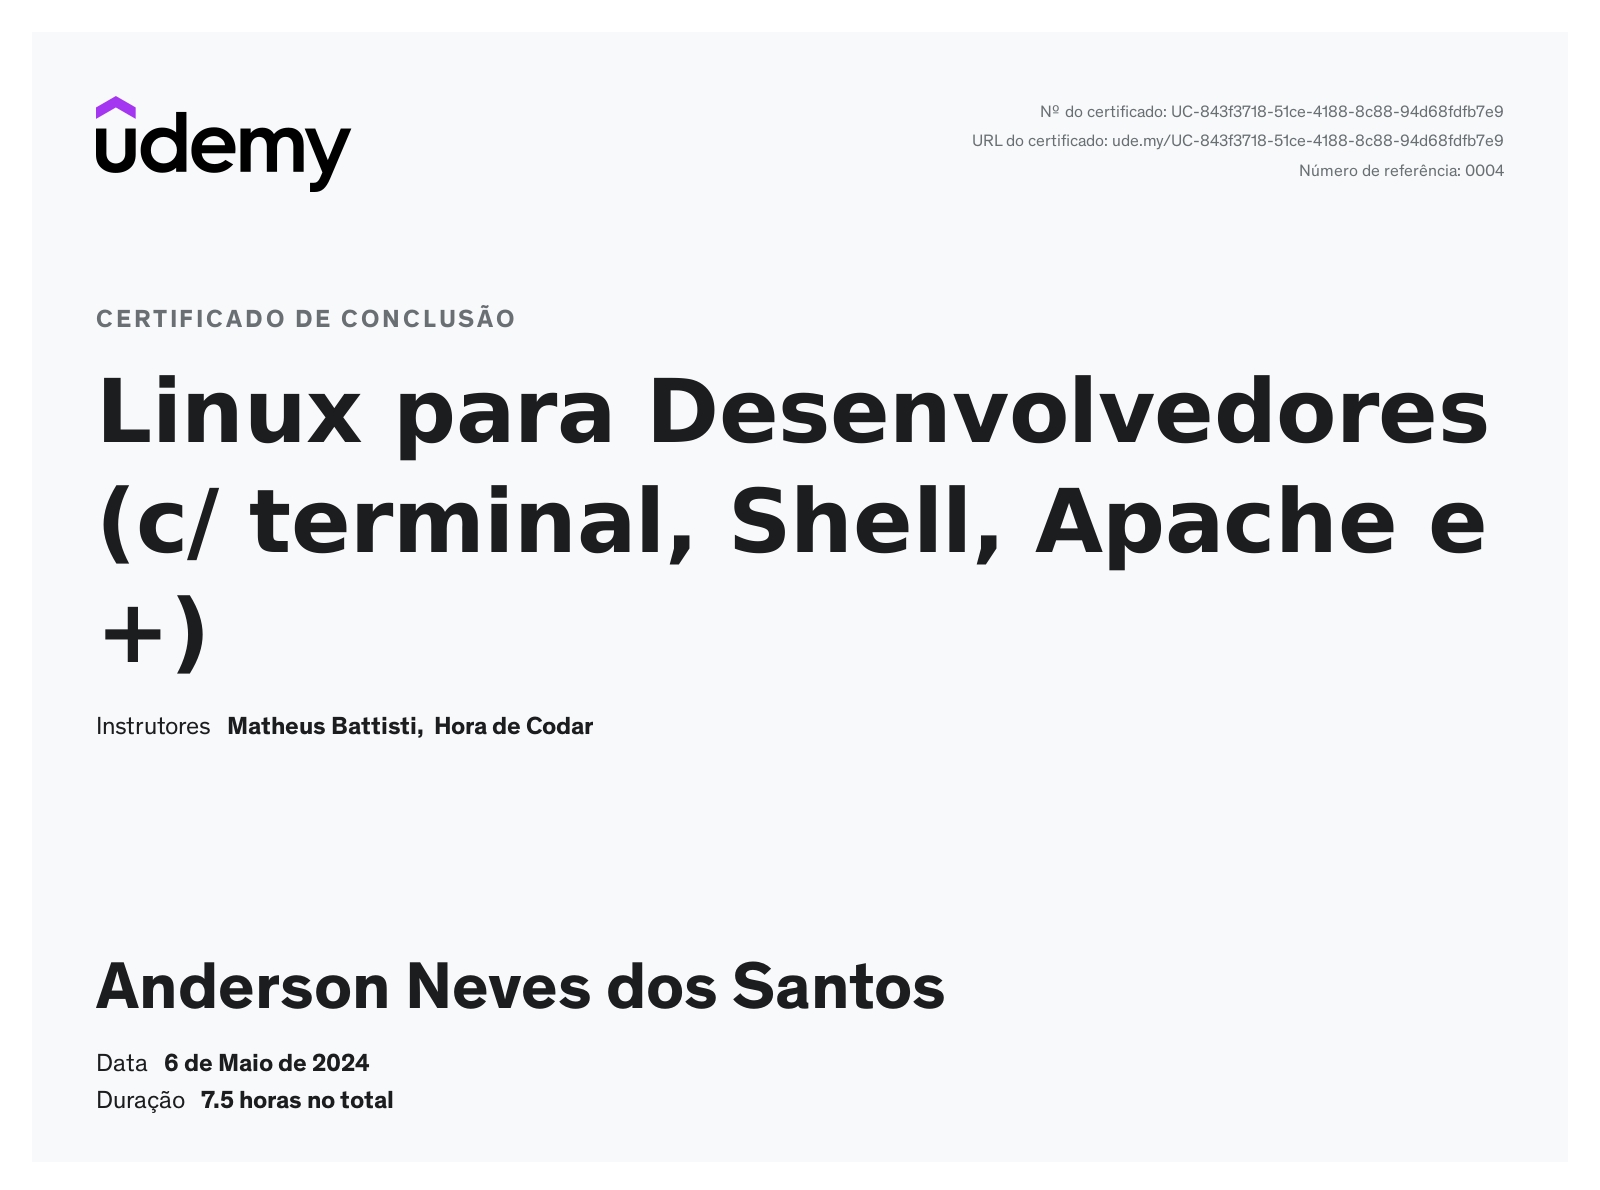 udemy
Nº do certificado: UC-843f3718-51ce-4188-8c88-94d68fdfb7e9
URL do certificado: ude.my/UC-843f3718-51ce-4188-8c88-94d68fdfb7e9
Número de referência: 0004
CERTIFICADO DE CONCLUSÃO
Linux para Desenvolvedores
(c/ terminal, Shell, Apache e
+)
Instrutores Matheus Battisti, Hora de Codar
Anderson Neves dos Santos
Data 6 de Maio de 2024
Duração 7.5 horas no total